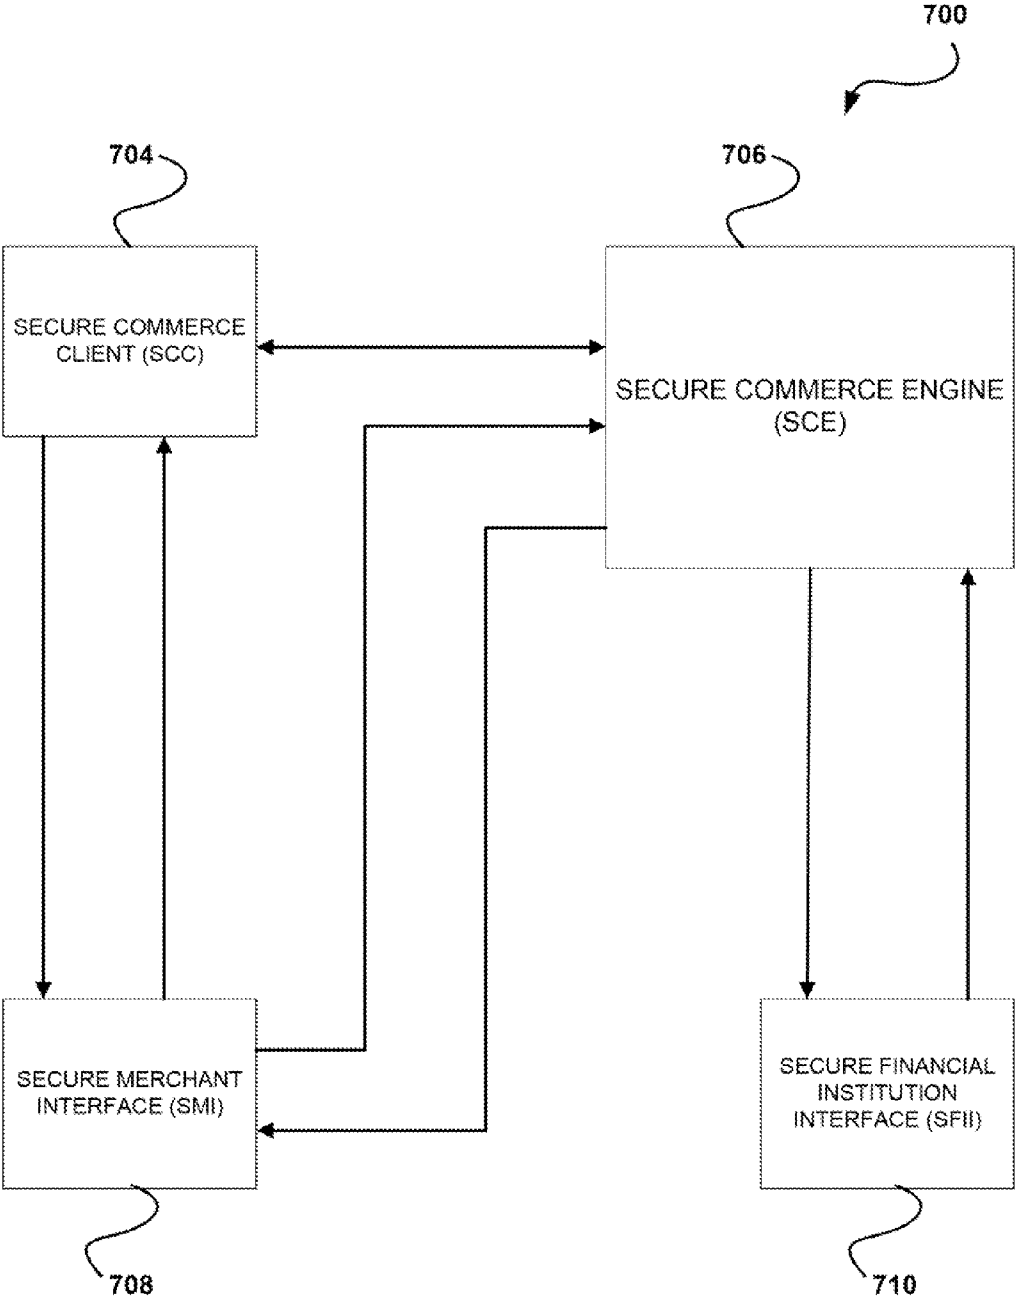 700
704
706
SECURE COMMERCE
CLIENT (SCC)
SECURE COMMERCE ENGINE
(SCE)
SECURE MERCHANT
INTERFACE (SMI)
SECURE FINANCIAL
INSTITUTION
INTERFACE (SFII)
708
710